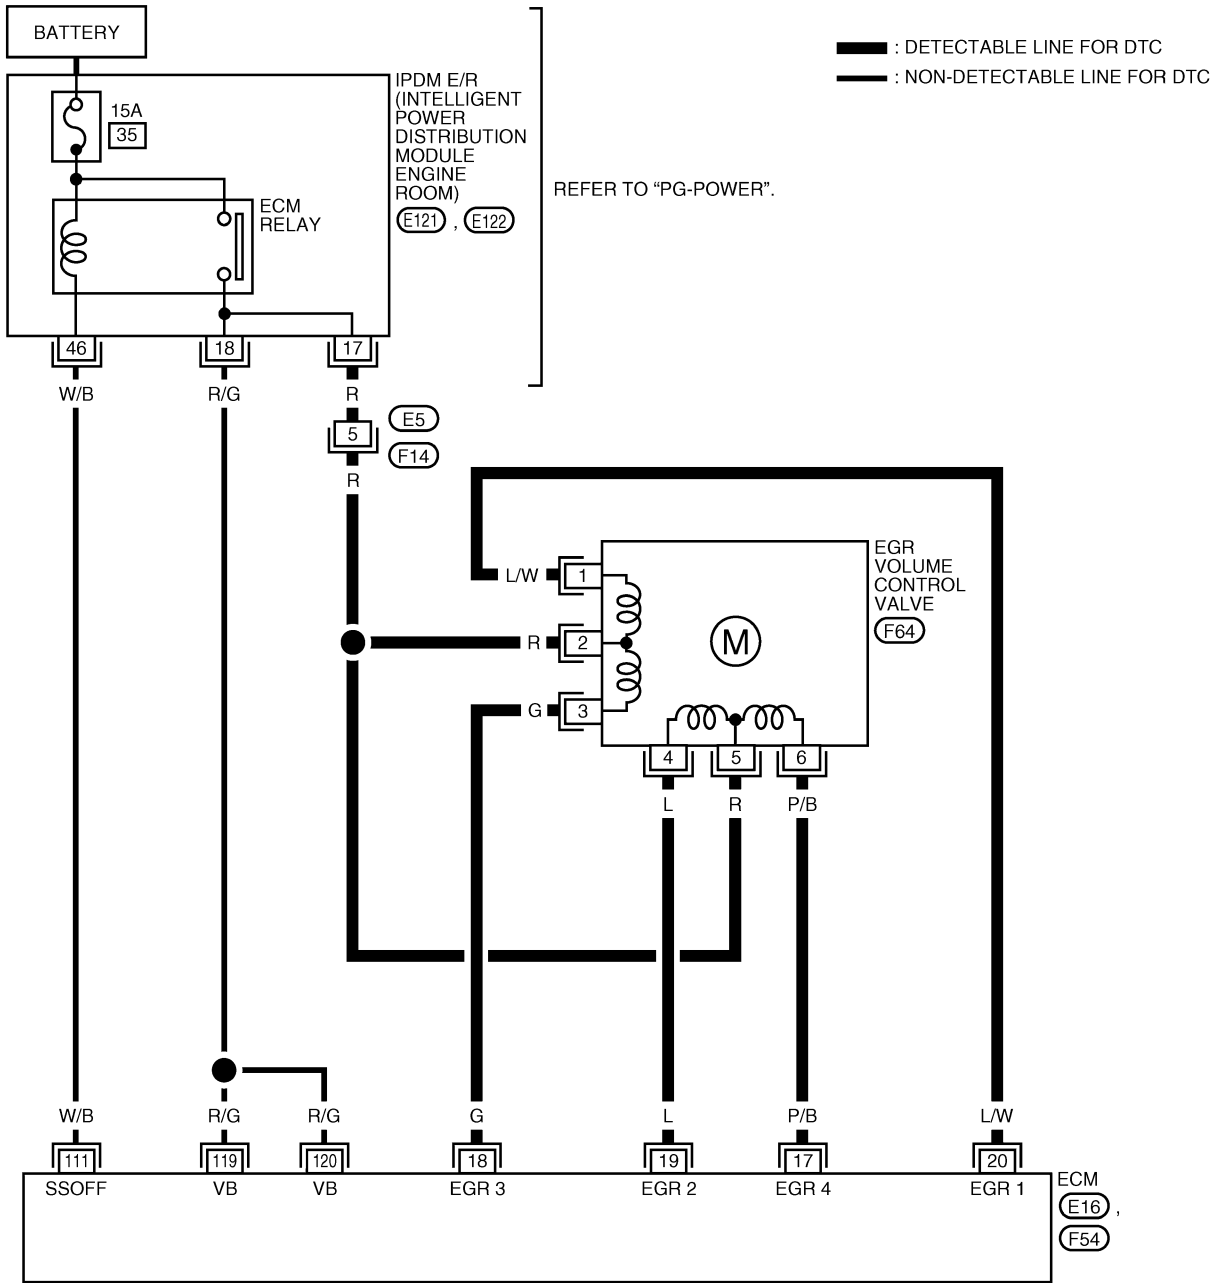 BATTERY
: DETECTABLE LINE FOR DTC
: NON-DETECTABLE LINE FOR DTC
15A
35
IPDM E/R
(INTELLIGENT
POWER
DISTRIBUTION
MODULE
ENGINE
ROOM)
E121 , E122
REFER TO “PG-POWER”.
ECM
RELAY
46 18 17
W/B R/G R
5
E5
F14
R
L/W 1
R 2
G 3
M
EGR
VOLUME
CONTROL
VALVE
F64
4 5 6
L R P/B
W/B R/G R/G G L P/B L/W
111 119 120 18 19 17 20
SSOFF VB VB EGR 3 EGR 2 EGR 4 EGR 1
ECM
E16 ,
F54